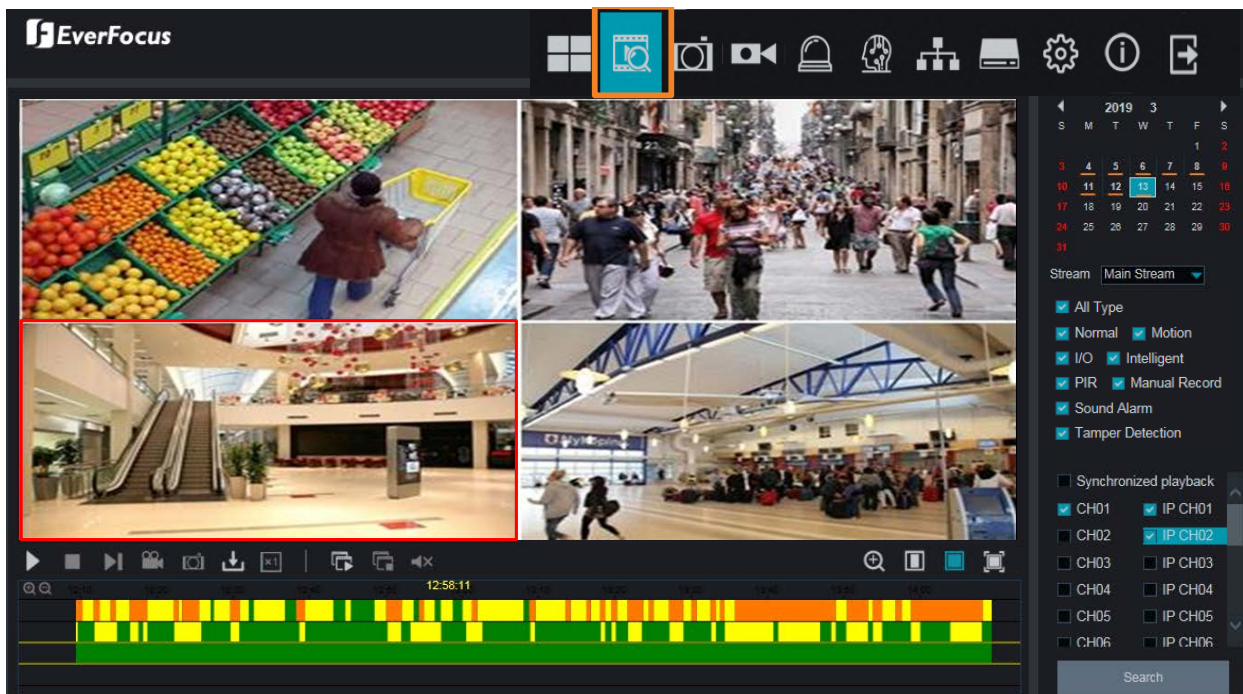 EverFocus
2019 3
S M T W T F S
1 2
3 4 5 6 7 8 9
10 11 12 13 14 15 16
17 18 19 20 21 22 23
24 25 26 27 28 29 30
31
Stream Main Stream
All Type
Normal Motion
I/O Intelligent
PIR Manual Record
Sound Alarm
Tamper Detection
Synchronized playback
CH01 IP CH01
CH02 IP CH02
CH03 IP CH03
CH04 IP CH04
CH05 IP CH05
CH06 IP CH06
Search
x1
12:58:11